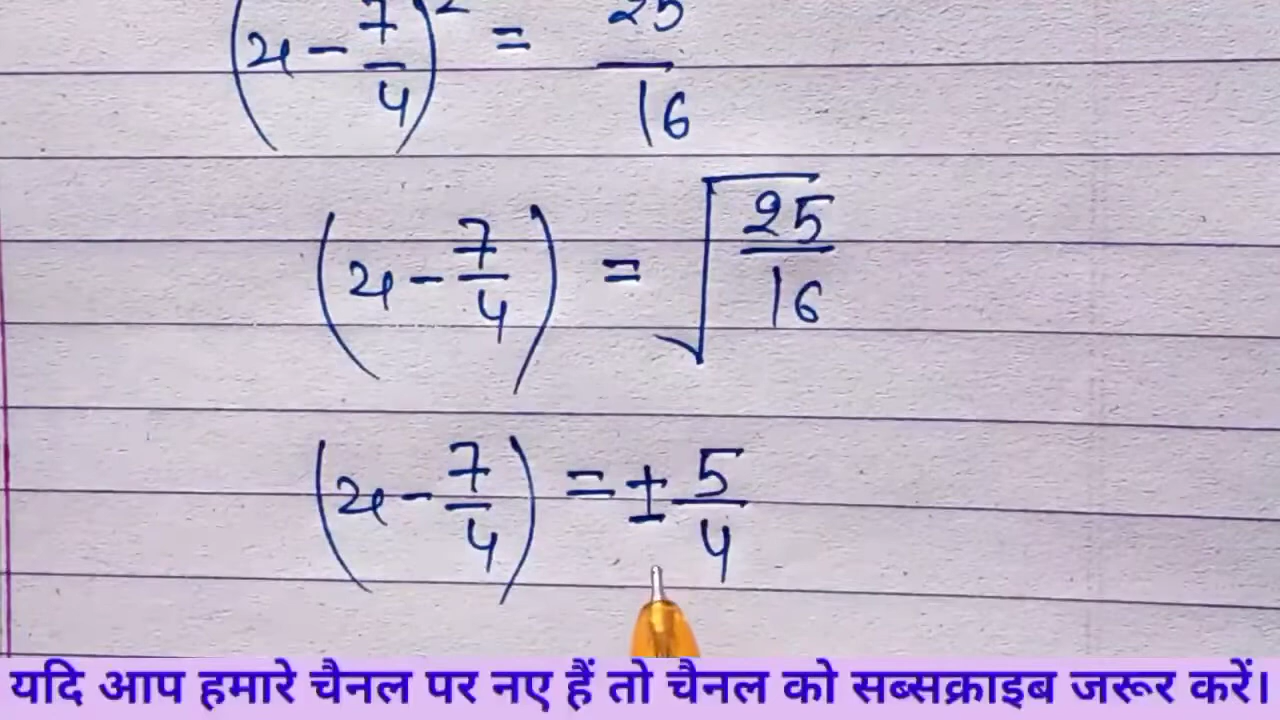 (x - 7/4)² = 25/16
(x - 7/4) = √25/16
(x - 7/4) = ± 5/4
यदि आप हमारे चैनल पर नए हैं तो चैनल को सब्सक्राइब जरूर करें।